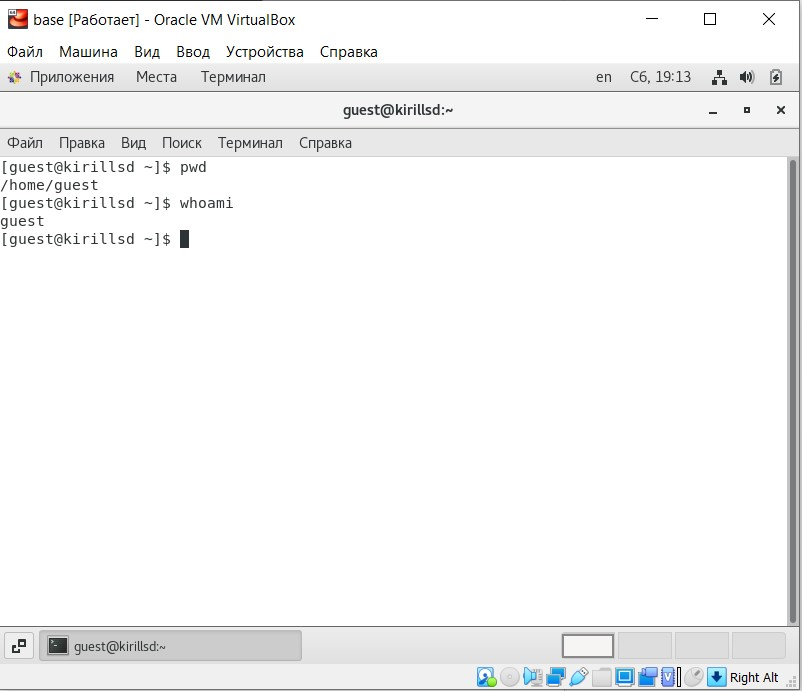 base [Работает] - Oracle VM VirtualBox
Файл Машина Вид Ввод Устройства Справка
Приложения Места Терминал en Сб, 19:13
guest@kirillsd:~
Файл Правка Вид Поиск Терминал Справка
[guest@kirillsd ~]$ pwd
/home/guest
[guest@kirillsd ~]$ whoami
guest
[guest@kirillsd ~]$
guest@kirillsd:~
Right Alt